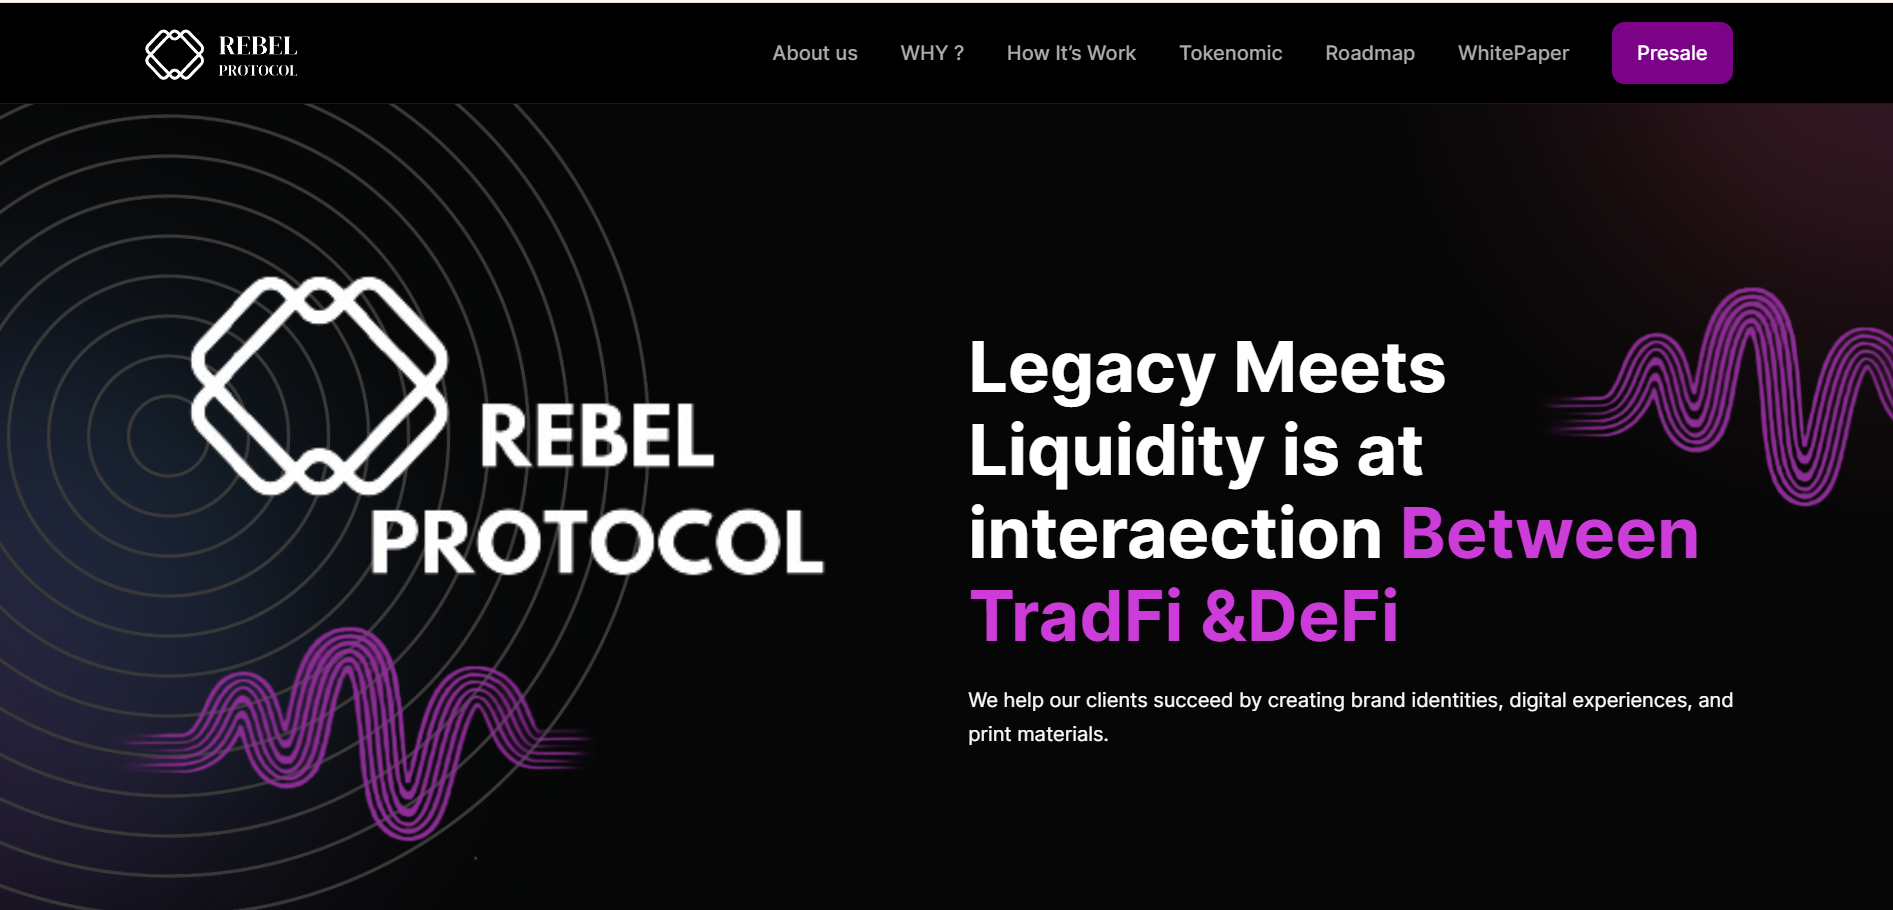 REBEL
PROTOCOL
About us
WHY ?
How It’s Work
Tokenomic
Roadmap
WhitePaper
Presale
REBEL
PROTOCOL
Legacy Meets
Liquidity is at
interaection Between
TradFi &DeFi
We help our clients succeed by creating brand identities, digital experiences, and
print materials.